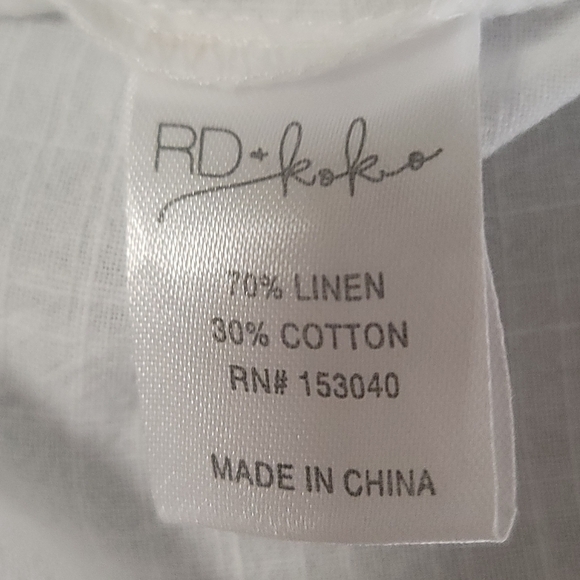 RD+koko
70% LINEN
30% COTTON
RN# 153040
MADE IN CHINA